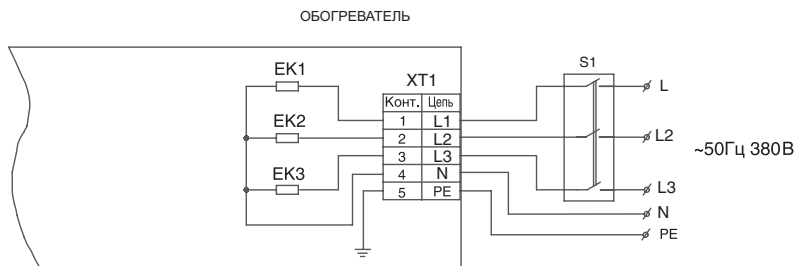 ОБОГРЕВАТЕЛЬ
EK1
EK2
EK3
XT1
Конт. Цепь
1 L1
2 L2
3 L3
4 N
5 PE
S1
L
L2
L3
N
PE
~50Гц 380В